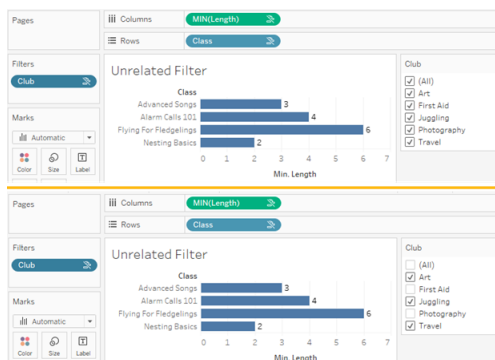 Pages
Columns
MIN(Length)
Rows
Class
Filters
Club
Marks
Automatic
Color
Size
Label
Unrelated Filter
Class
Advanced Songs 3
Alarm Calls 101 4
Flying For Fledgelings 6
Nesting Basics 2
0 1 2 3 4 5 6 7
Min. Length
Club
(All)
Art
First Aid
Juggling
Photography
Travel
Pages
Columns
MIN(Length)
Rows
Class
Filters
Club
Marks
Automatic
Color
Size
Label
Unrelated Filter
Class
Advanced Songs 3
Alarm Calls 101 4
Flying For Fledgelings 6
Nesting Basics 2
0 1 2 3 4 5 6 7
Min. Length
Club
(All)
Art
First Aid
Juggling
Photography
Travel